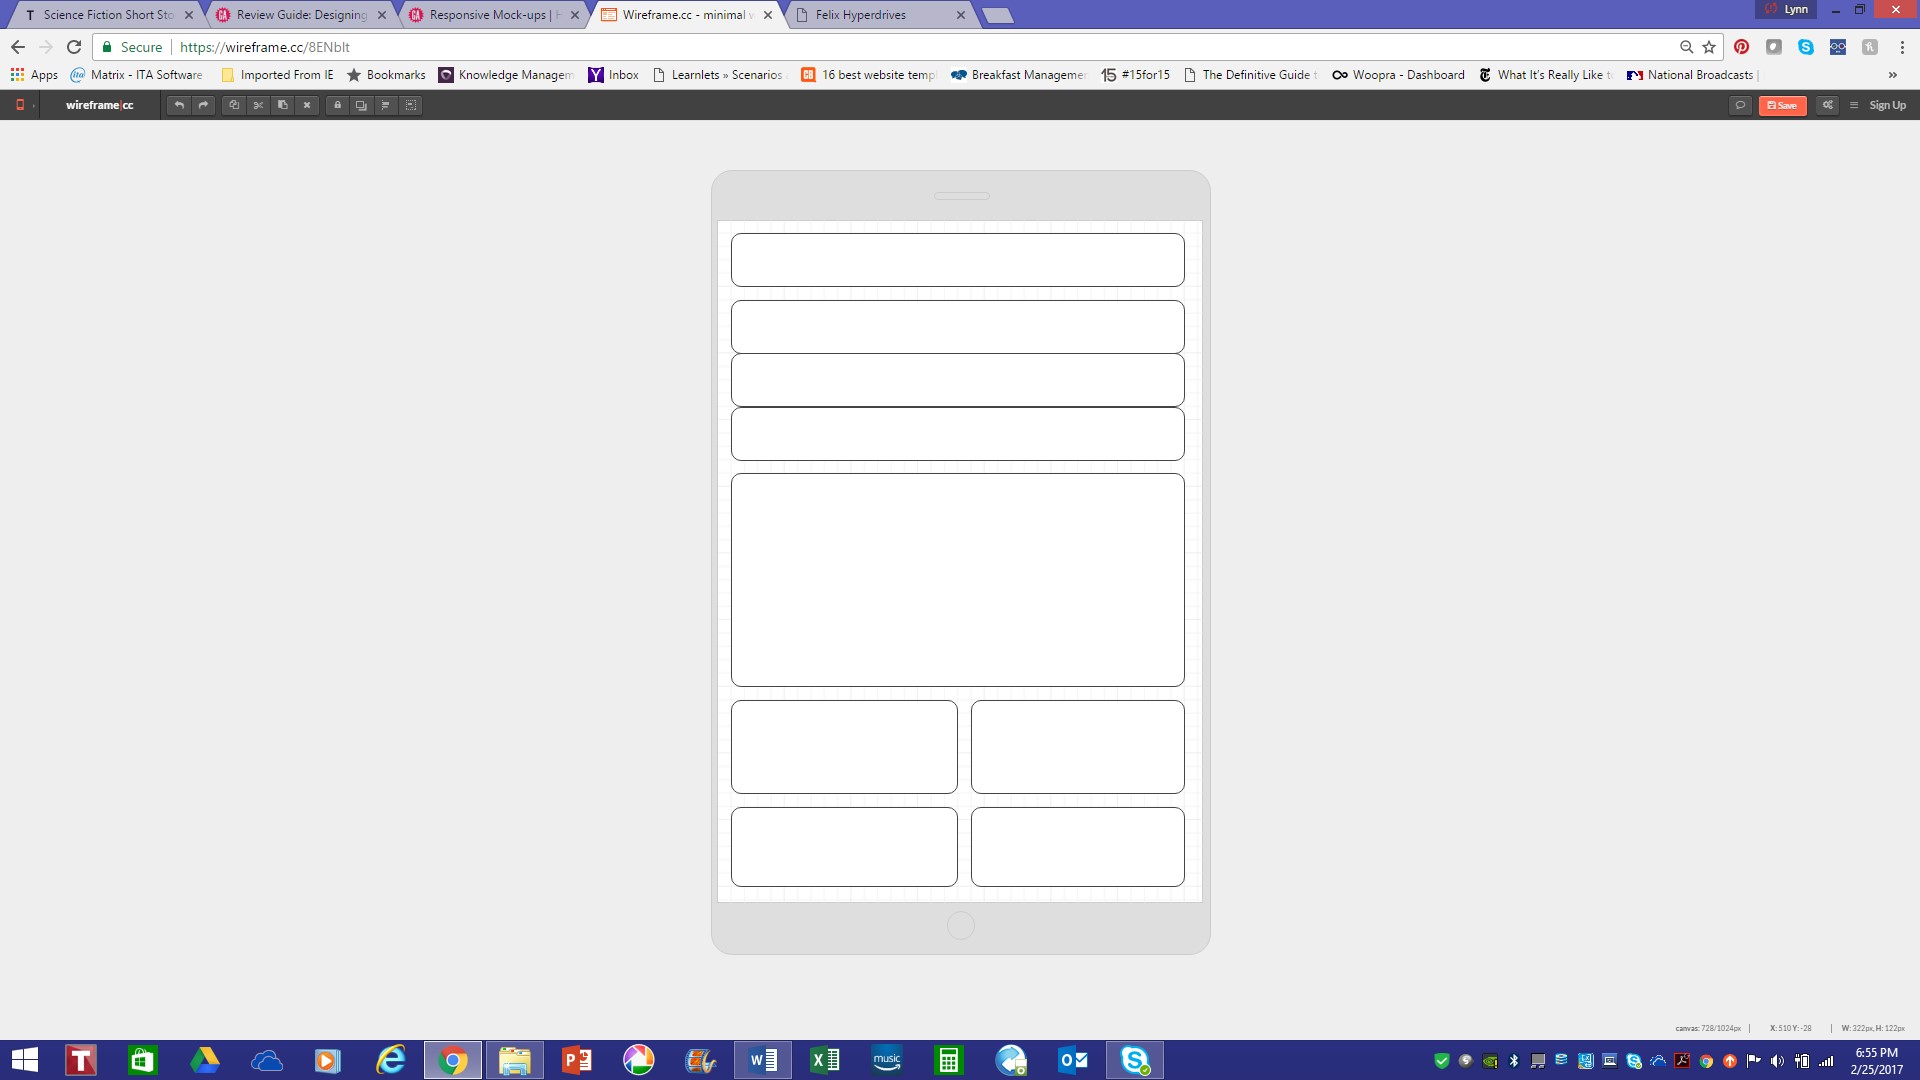 Science Fiction Short Sto
Review Guide: Designing
Responsive Mock-ups |
Wireframe.cc - minimal w
Felix Hyperdrives
Lynn
Secure
https://wireframe.cc/8ENbIt
Apps
Matrix - ITA Software
Imported From IE
Bookmarks
Knowledge Managem
Inbox
Learnlets » Scenarios
16 best website temp
Breakfast Manageme
#15for15
The Definitive Guide t
Woopra - Dashboard
What It's Really Like to
National Broadcasts |
wireframe|cc
Save
Sign Up
canvas: 728/1024px
X: 510 Y: -28
W: 322px, H: 122px
music
6:55 PM
2/25/2017